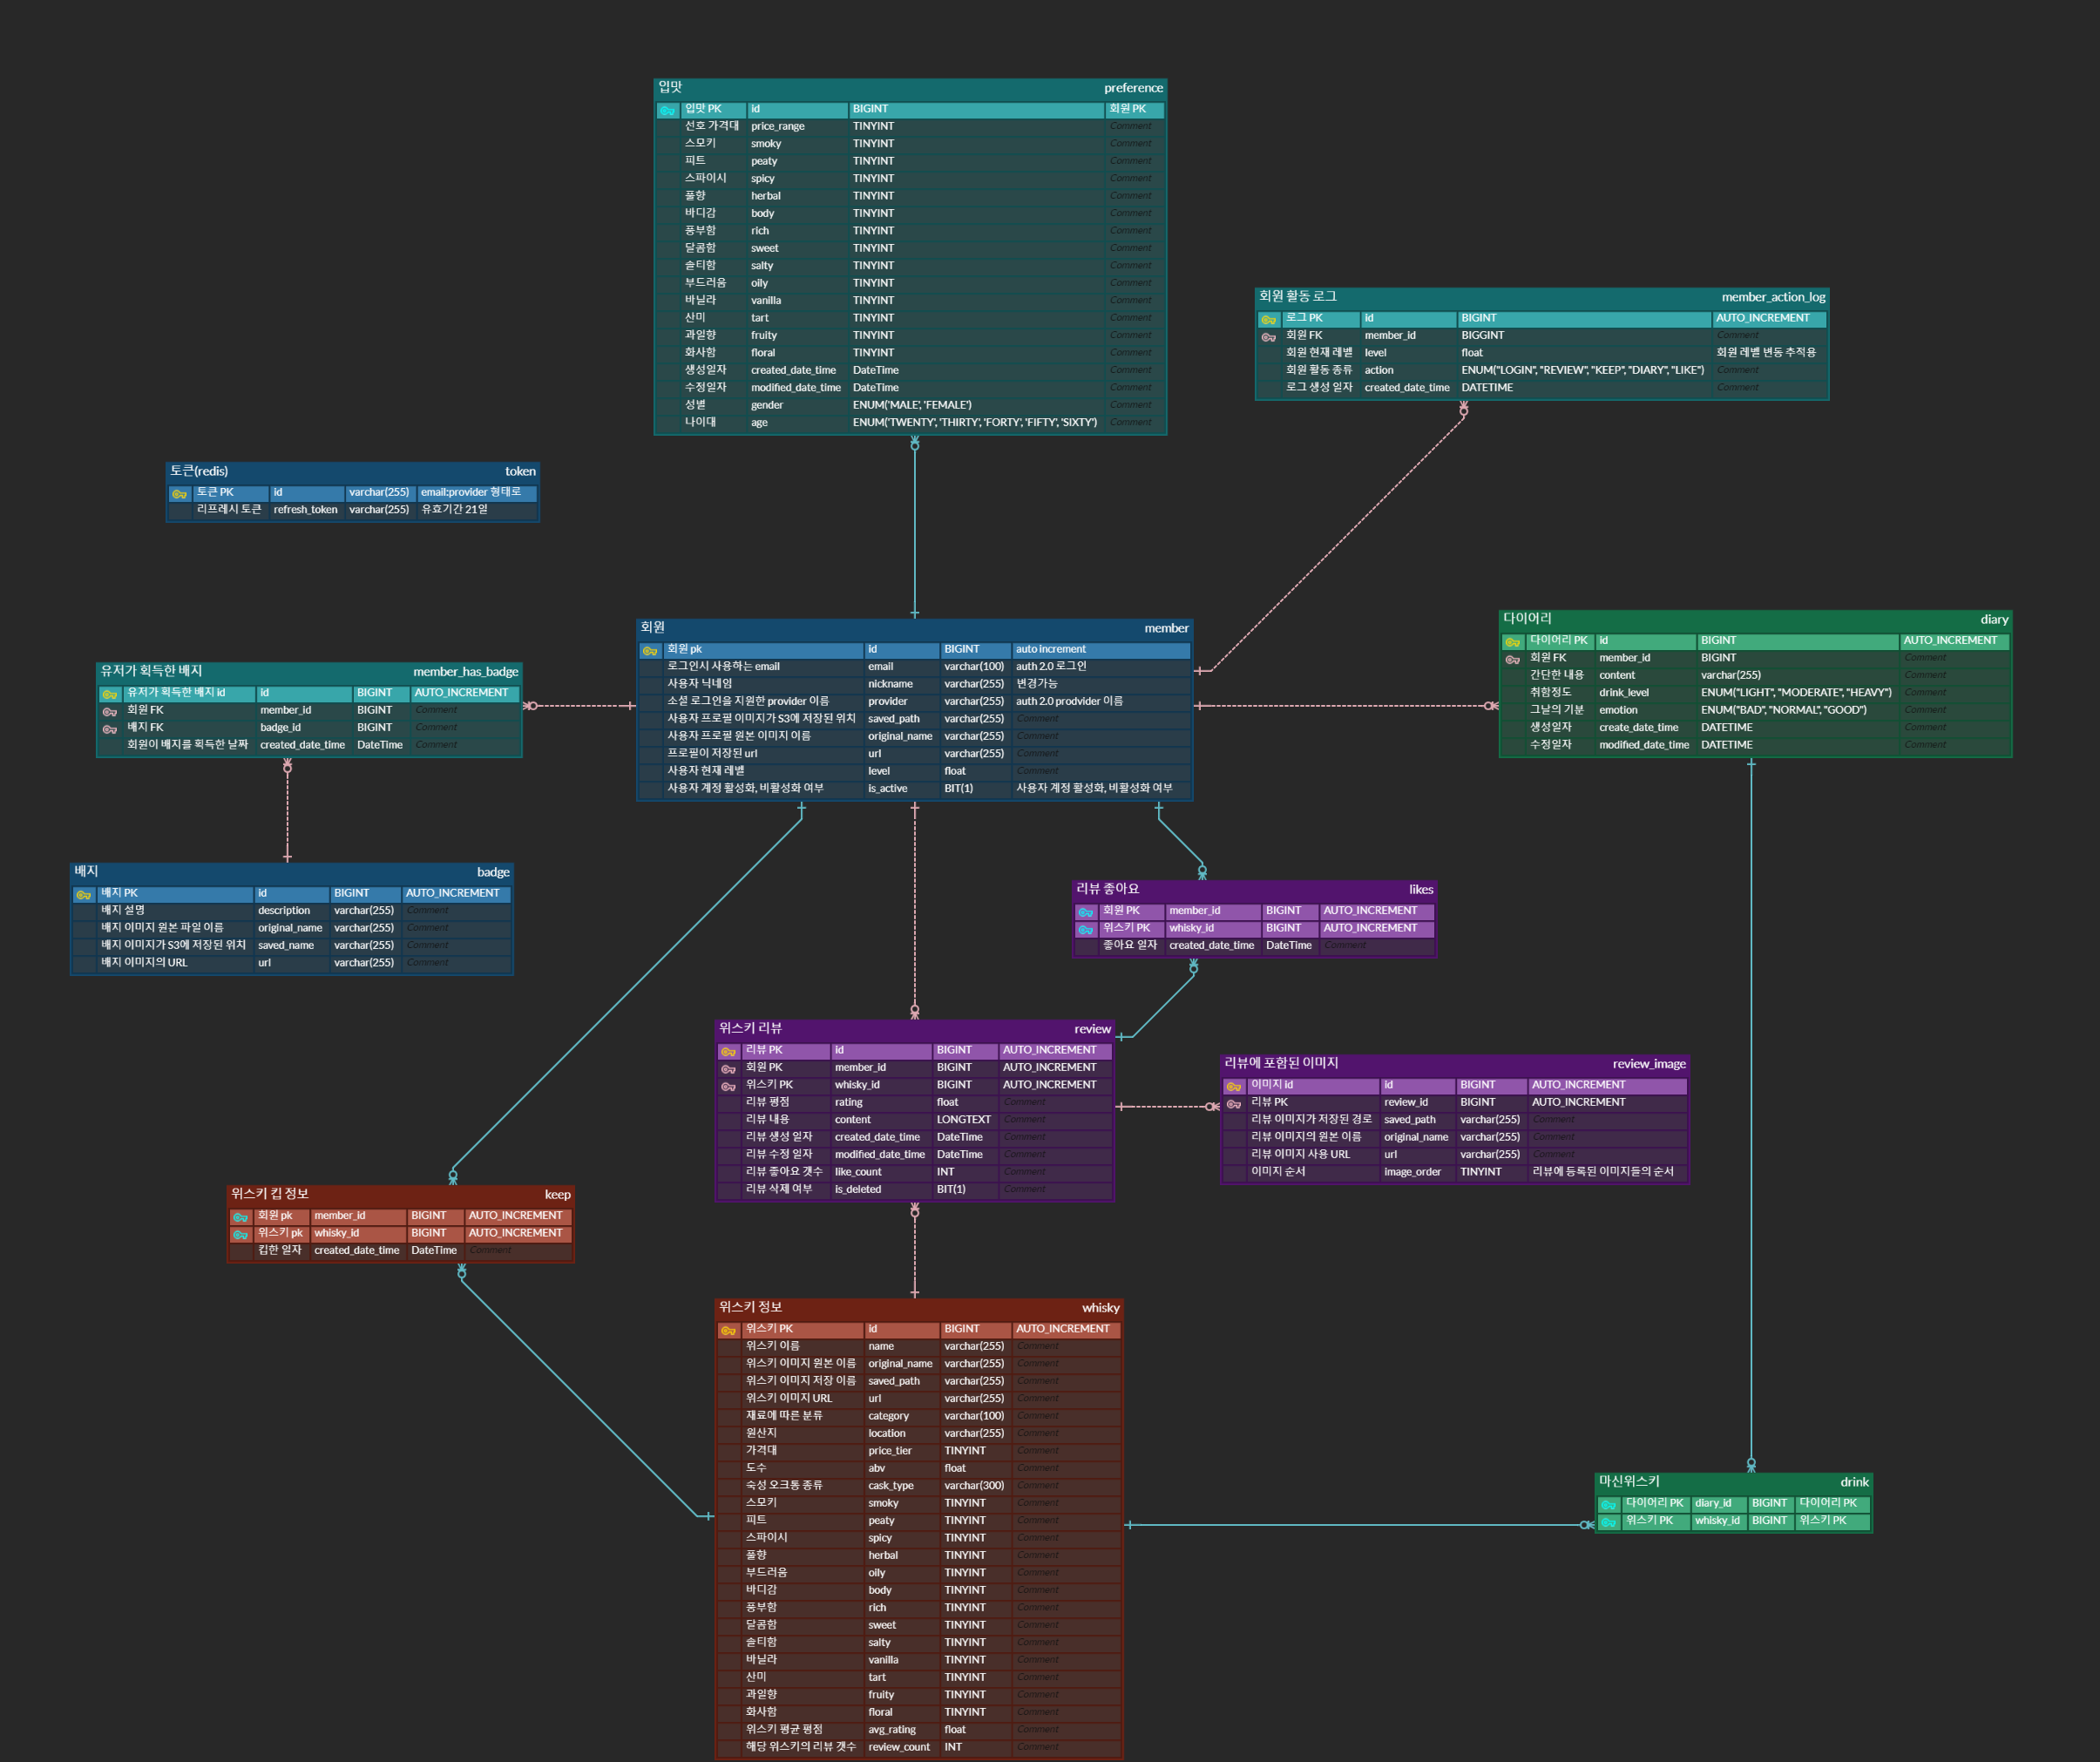 입맛 preference
입맛 PK id BIGINT 회원 PK
선호 가격대 price_range TINYINT Comment
스모키 smoky TINYINT Comment
피트 peaty TINYINT Comment
스파이시 spicy TINYINT Comment
풀향 herbal TINYINT Comment
바디감 body TINYINT Comment
풍부함 rich TINYINT Comment
달콤함 sweet TINYINT Comment
솔티함 salty TINYINT Comment
부드러움 oily TINYINT Comment
바닐라 vanilla TINYINT Comment
산미 tart TINYINT Comment
과일향 fruity TINYINT Comment
화사함 floral TINYINT Comment
생성일자 created_date_time DateTime Comment
수정일자 modified_date_time DateTime Comment
성별 gender ENUM('MALE', 'FEMALE') Comment
나이대 age ENUM('TWENTY', 'THIRTY', 'FORTY', 'FIFTY', 'SIXTY') Comment
회원 활동 로그 member_action_log
로그 PK id BIGINT AUTO_INCREMENT
회원 FK member_id BIGGINT Comment
회원 현재 레벨 level float 회원 레벨 변동 추적용
회원 활동 종류 action ENUM("LOGIN", "REVIEW", "KEEP", "DIARY", "LIKE") Comment
로그 생성 일자 created_date_time DATETIME Comment
토큰(redis) token
토큰 PK id varchar(255) email:provider 형태로
리프레시 토큰 refresh_token varchar(255) 유효기간 21일
회원 member
회원 pk id BIGINT auto increment
로그인시 사용하는 email email varchar(100) auth 2.0 로그인
사용자 닉네임 nickname varchar(255) 변경가능
소셜 로그인을 지원한 provider 이름 provider varchar(255) auth 2.0 prodvider 이름
사용자 프로필 이미지가 S3에 저장된 위치 saved_path varchar(255) Comment
사용자 프로필 원본 이미지 이름 original_name varchar(255) Comment
프로필이 저장된 url url varchar(255) Comment
사용자 현재 레벨 level float Comment
사용자 계정 활성화, 비활성화 여부 is_active BIT(1) 사용자 계정 활성화, 비활성화 여부
다이어리 diary
다이어리 PK id BIGINT AUTO_INCREMENT
회원 FK member_id BIGINT Comment
간단한 내용 content varchar(255) Comment
취함정도 drink_level ENUM("LIGHT", "MODERATE", "HEAVY") Comment
그날의 기분 emotion ENUM("BAD", "NORMAL", "GOOD") Comment
생성일자 create_date_time DATETIME Comment
수정일자 modified_date_time DATETIME Comment
유저가 획득한 배지 member_has_badge
유저가 획득한 배지 id id BIGINT AUTO_INCREMENT
회원 FK member_id BIGINT Comment
배지 FK badge_id BIGINT Comment
회원이 배지를 획득한 날짜 created_date_time DateTime Comment
배지 badge
배지 PK id BIGINT AUTO_INCREMENT
배지 설명 description varchar(255) Comment
배지 이미지 원본 파일 이름 original_name varchar(255) Comment
배지 이미지가 S3에 저장된 위치 saved_name varchar(255) Comment
배지 이미지의 URL url varchar(255) Comment
리뷰 좋아요 likes
회원 PK member_id BIGINT AUTO_INCREMENT
위스키 PK whisky_id BIGINT AUTO_INCREMENT
좋아요 일자 created_date_time DateTime Comment
위스키 리뷰 review
리뷰 PK id BIGINT AUTO_INCREMENT
회원 PK member_id BIGINT AUTO_INCREMENT
위스키 PK whisky_id BIGINT AUTO_INCREMENT
리뷰 평점 rating float Comment
리뷰 내용 content LONGTEXT Comment
리뷰 생성 일자 created_date_time DateTime Comment
리뷰 수정 일자 modified_date_time DateTime Comment
리뷰 좋아요 갯수 like_count INT Comment
리뷰 삭제 여부 is_deleted BIT(1) Comment
리뷰에 포함된 이미지 review_image
이미지 id id BIGINT AUTO_INCREMENT
리뷰 PK review_id BIGINT AUTO_INCREMENT
리뷰 이미지가 저장된 경로 saved_path varchar(255) Comment
리뷰 이미지의 원본 이름 original_name varchar(255) Comment
리뷰 이미지 사용 URL url varchar(255) Comment
이미지 순서 image_order TINYINT 리뷰에 등록된 이미지들의 순서
위스키 킵 정보 keep
회원 pk member_id BIGINT AUTO_INCREMENT
위스키 pk whisky_id BIGINT AUTO_INCREMENT
킵한 일자 created_date_time DateTime Comment
위스키 정보 whisky
위스키 PK id BIGINT AUTO_INCREMENT
위스키 이름 name varchar(255) Comment
위스키 이미지 원본 이름 original_name varchar(255) Comment
위스키 이미지 저장 이름 saved_path varchar(255) Comment
위스키 이미지 URL url varchar(255) Comment
재료에 따른 분류 category varchar(100) Comment
원산지 location varchar(255) Comment
가격대 price_tier TINYINT Comment
도수 abv float Comment
숙성 오크통 종류 cask_type varchar(300) Comment
스모키 smoky TINYINT Comment
피트 peaty TINYINT Comment
스파이시 spicy TINYINT Comment
풀향 herbal TINYINT Comment
부드러움 oily TINYINT Comment
바디감 body TINYINT Comment
풍부함 rich TINYINT Comment
달콤함 sweet TINYINT Comment
솔티함 salty TINYINT Comment
바닐라 vanilla TINYINT Comment
산미 tart TINYINT Comment
과일향 fruity TINYINT Comment
화사함 floral TINYINT Comment
위스키 평균 평점 avg_rating float Comment
해당 위스키의 리뷰 갯수 review_count INT Comment
마신위스키 drink
다이어리 PK diary_id BIGINT 다이어리 PK
위스키 PK whisky_id BIGINT 위스키 PK